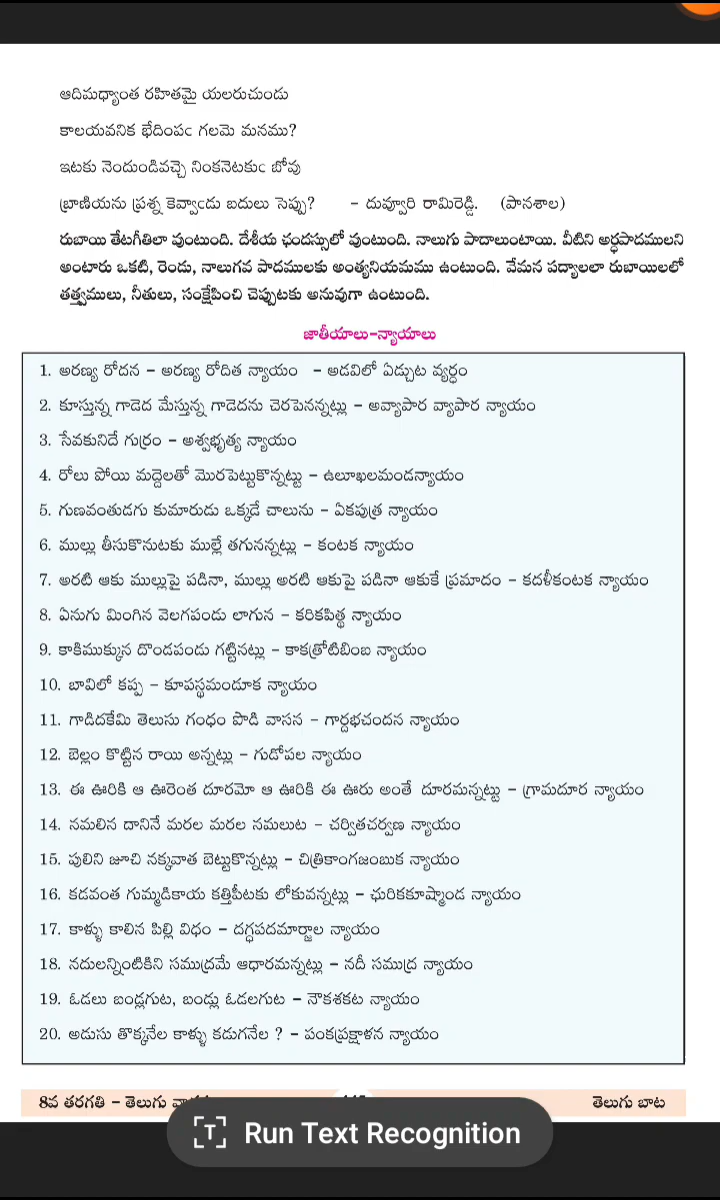 ఆదిమధ్యాంత రహితమై యలరుచుండు
కాలయవనిక భేదింపఁ గలమె మనము?
ఇటకు నెందుండివచ్చె నింకనెటకుఁ బోవు
బ్రాణియను ప్రశ్న కెవ్వాఁడు బదులు సెప్పు? – దువ్వూరి రామిరెడ్డి. (పానశాల)
రుబాయి తేటగీతిలా వుంటుంది. దేశీయ ఛందస్సులో వుంటుంది. నాలుగు పాదాలుంటాయి. వీటిని అర్ధపాదములని
అంటారు ఒకటి, రెండు, నాలుగవ పాదములకు అంత్యనియమము ఉంటుంది. వేమన పద్యాలలా రుబాయిలలో
తత్త్వములు, నీతులు, సంక్షేపించి చెప్పుటకు అనువుగా ఉంటుంది.
జాతీయాలు-న్యాయాలు
1. అరణ్య రోదన – అరణ్య రోదిత న్యాయం – అడవిలో ఏడ్చుట వ్యర్థం
2. కూస్తున్న గాడెద మేస్తున్న గాడెదను చెరపెనన్నట్లు – అవ్యాపార వ్యాపార న్యాయం
3. సేవకునిదే గుర్రం – అశ్వభృత్య న్యాయం
4. రోలు పోయి మద్దెలతో మొరపెట్టుకొన్నట్టు – ఉలూఖలమందన్యాయం
5. గుణవంతుడగు కుమారుడు ఒక్కడే చాలును – ఏకపుత్ర న్యాయం
6. ముల్లు తీసుకొనుటకు ముల్లే తగునన్నట్లు – కంటక న్యాయం
7. అరటి ఆకు ముల్లుపై పడినా, ముల్లు అరటి ఆకుపై పడినా ఆకుకే ప్రమాదం – కదళీకంటక న్యాయం
8. ఏనుగు మింగిన వెలగపండు లాగున – కరికపిత్థ న్యాయం
9. కాకిముక్కున దొండపండు గట్టినట్లు – కాకత్రోటిబింబ న్యాయం
10. బావిలో కప్ప – కూపస్థమండూక న్యాయం
11. గాడిదకేమి తెలుసు గంధం పొడి వాసన – గార్దభచందన న్యాయం
12. బెల్లం కొట్టిన రాయి అన్నట్లు – గుడోపల న్యాయం
13. ఈ ఊరికి ఆ ఊరెంత దూరమో ఆ ఊరికి ఈ ఊరు అంతే దూరమన్నట్టు – గ్రామదూర న్యాయం
14. నమలిన దానినే మరల మరల నమలుట – చర్వితచర్వణ న్యాయం
15. పులిని జూచి నక్కవాత బెట్టుకొన్నట్లు – చిత్రికాంగజంబుక న్యాయం
16. కడవంత గుమ్మడికాయ కత్తిపీటకు లోకువన్నట్లు – ఛురికకూష్మాండ న్యాయం
17. కాళ్ళు కాలిన పిల్లి విధం – దగ్ధపదమార్జాల న్యాయం
18. నదులన్నింటికిని సముద్రమే ఆధారమన్నట్లు – నదీ సముద్ర న్యాయం
19. ఓడలు బండ్లగుట, బండ్లు ఓడలగుట – నౌకశకట న్యాయం
20. అడుసు తొక్కనేల కాళ్ళు కడుగనేల ? – పంకప్రక్షాళన న్యాయం
8వ తరగతి – తెలుగు తెలుగు బాట
Run Text Recognition